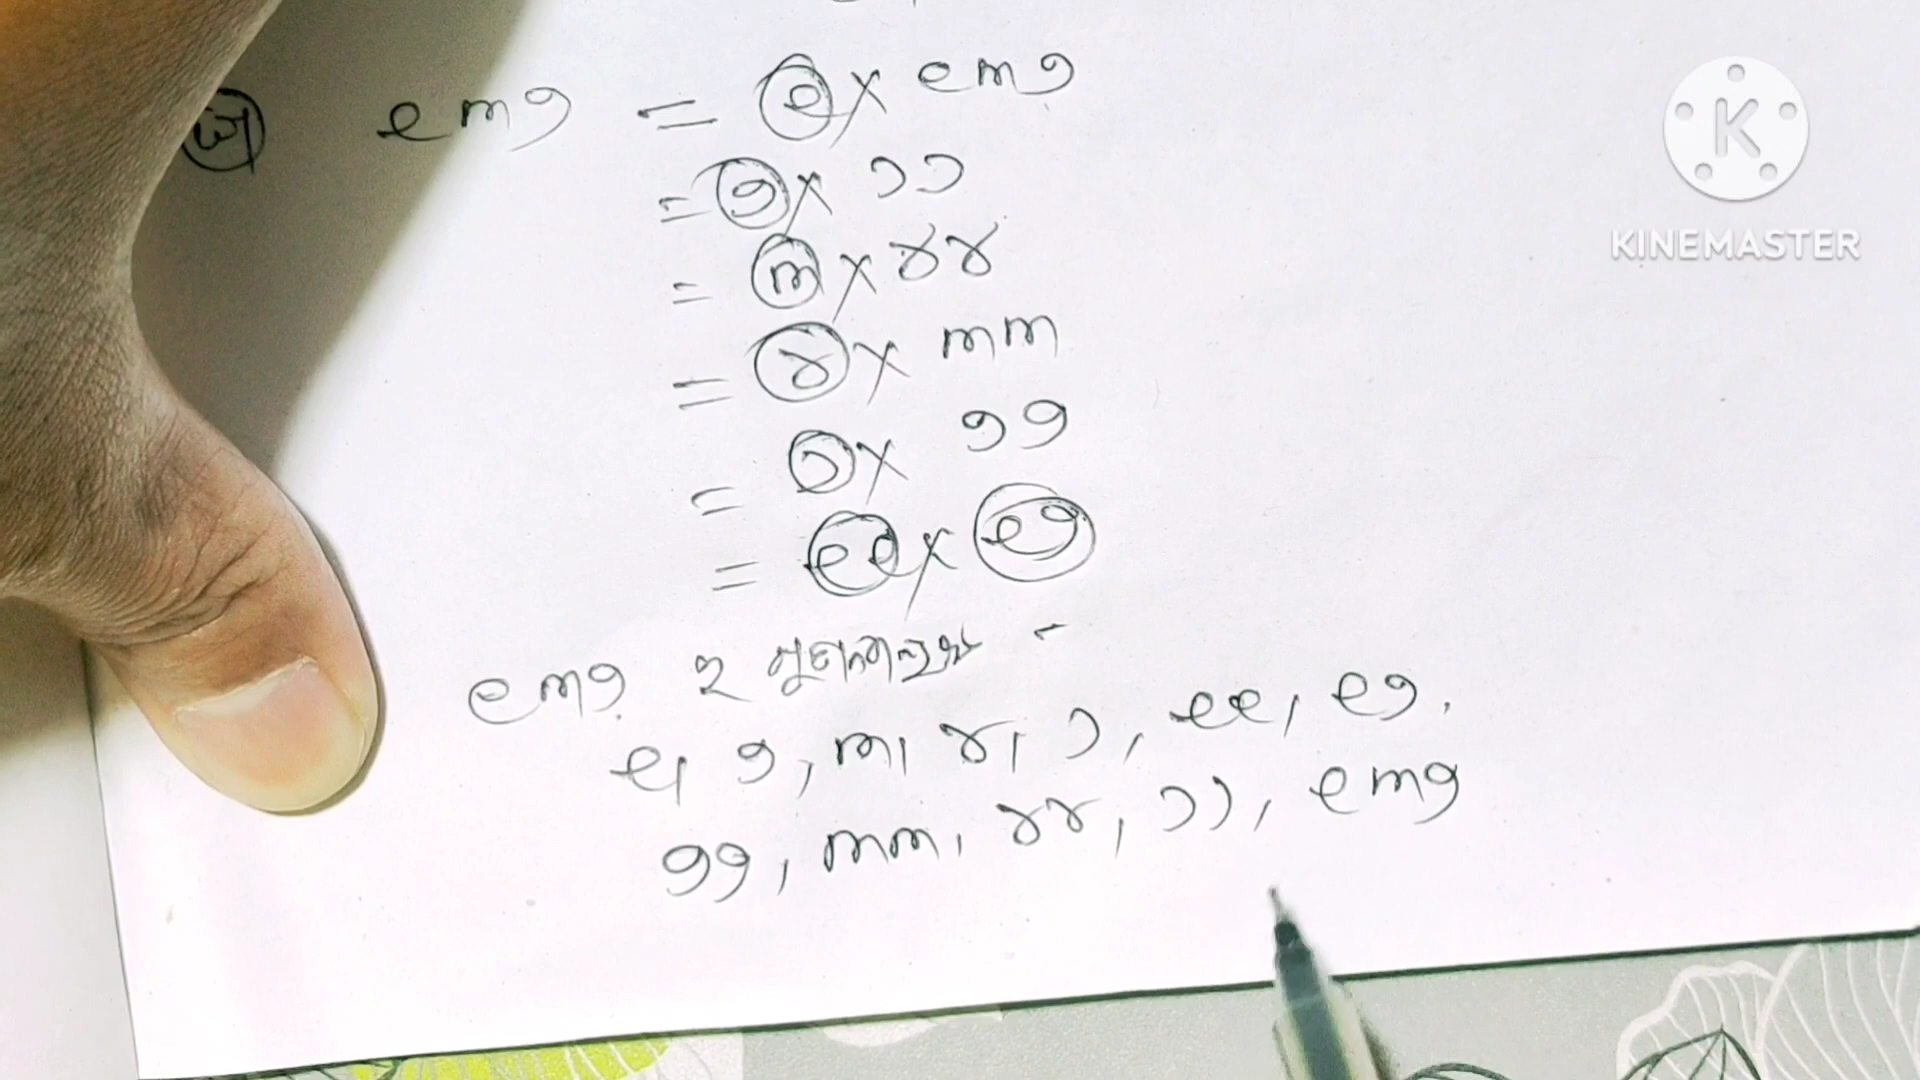 ୧୩୨ = ୧ × ୧୩୨
= ୨ × ୬୬
= ୩ × ୪୪
= ୪ × ୩୩
= ୬ × ୨୨
= ୧୧ × ୧୨
୧୩୨ ର ଗୁଣନୀୟକ -
୧, ୨, ୩, ୪, ୬, ୧୧, ୧୨,
୨୨, ୩୩, ୪୪, ୬୬, ୧୩୨
K
KINEMASTER